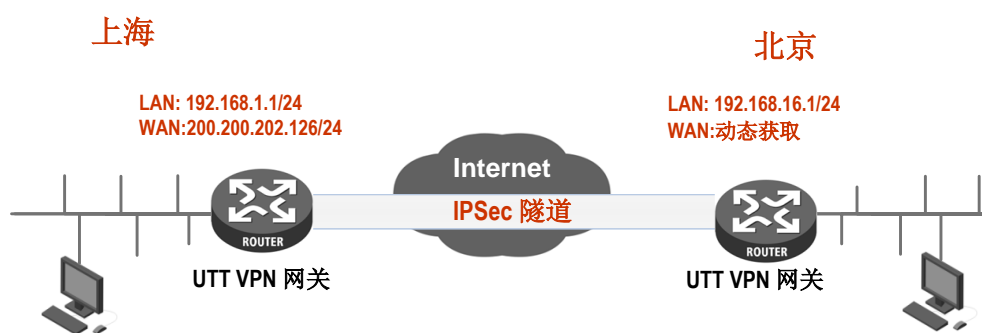 上海
北京
LAN: 192.168.1.1/24
WAN:200.200.202.126/24
LAN: 192.168.16.1/24
WAN:动态获取
Internet
IPSec 隧道
ROUTER
ROUTER
UTT VPN 网关
UTT VPN 网关